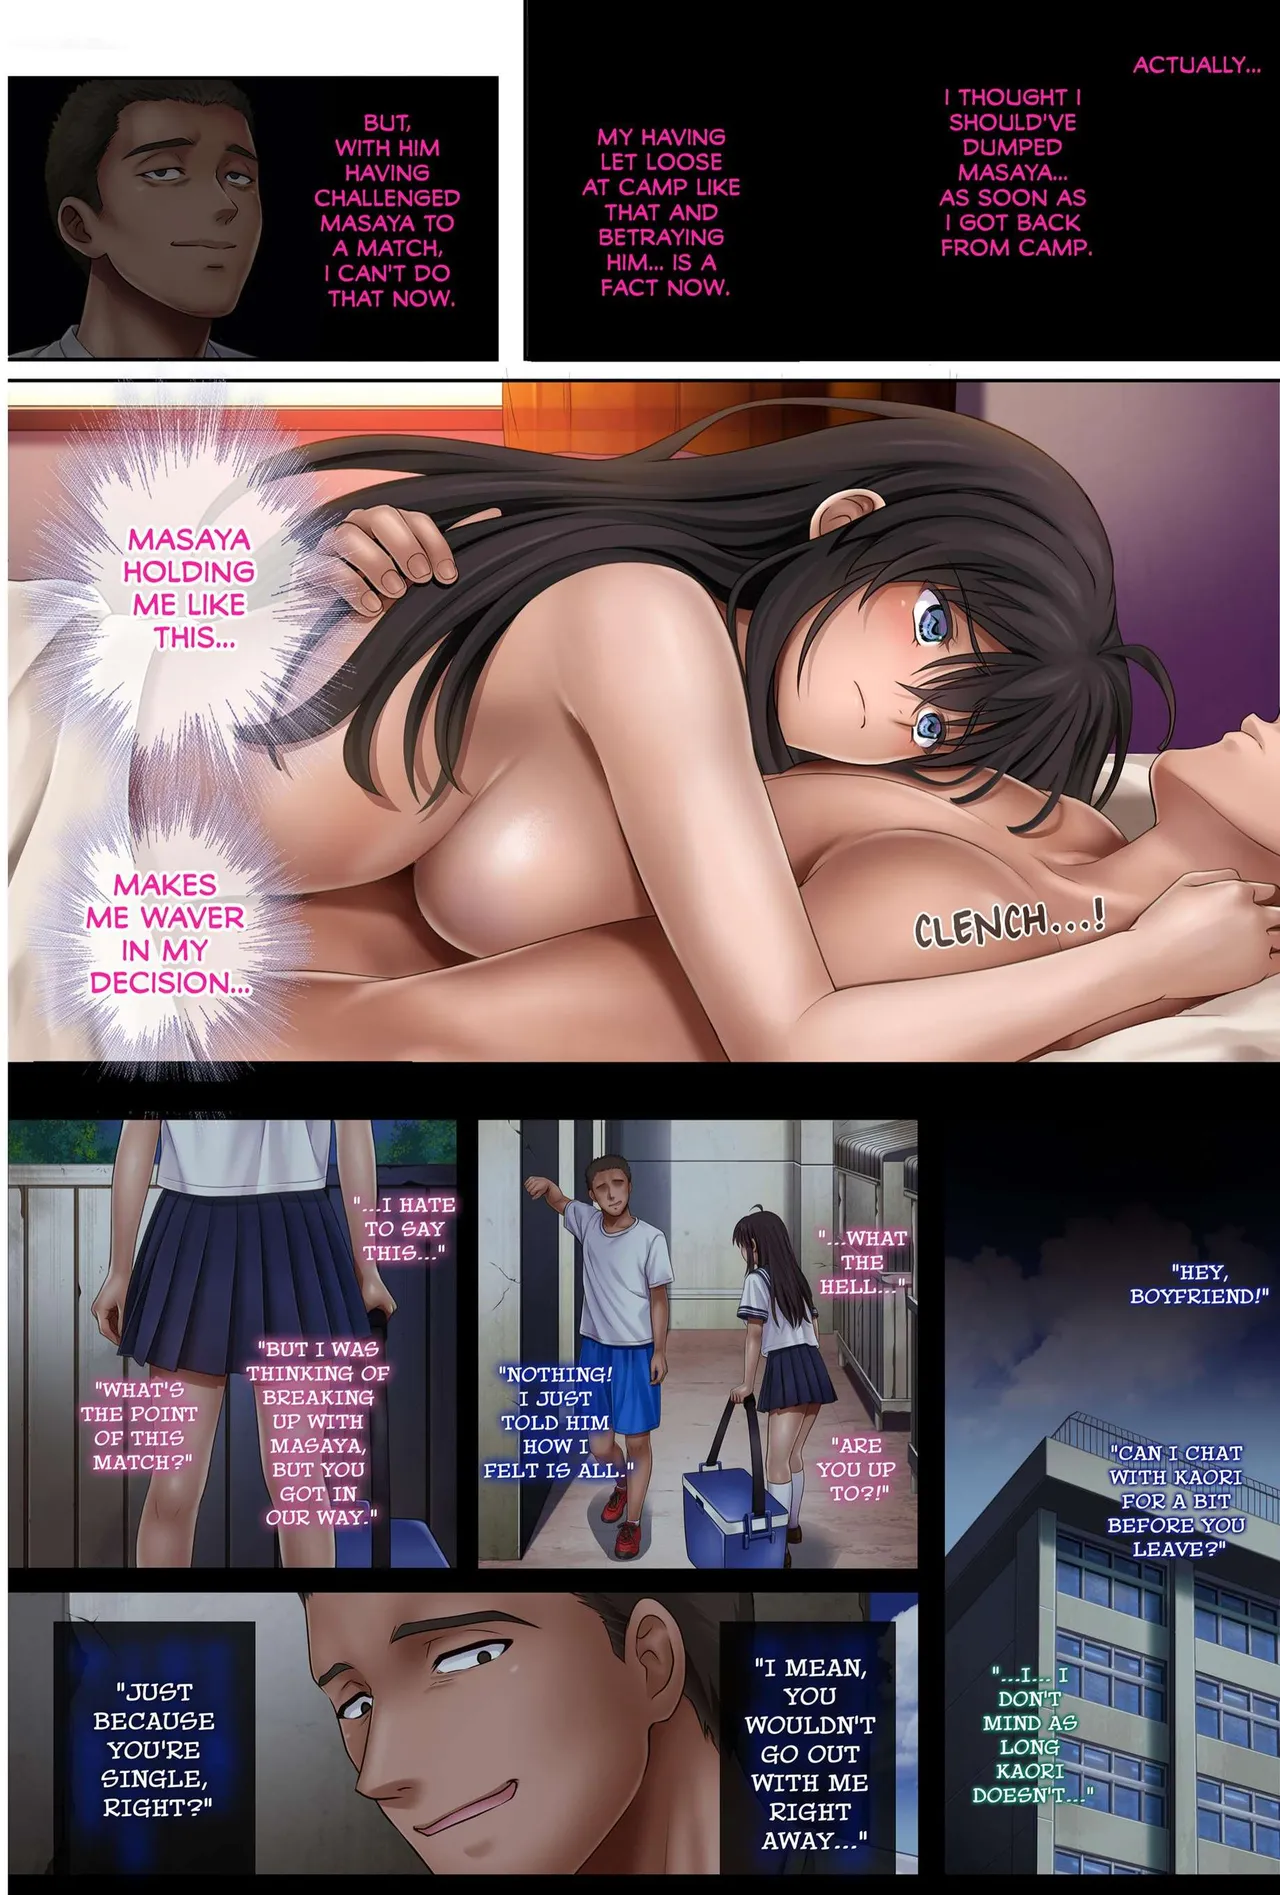 ACTUALLY...
I THOUGHT I
SHOULD'VE
DUMPED
MASAYA...
AS SOON AS
I GOT BACK
FROM CAMP.
MY HAVING
LET LOOSE
AT CAMP LIKE
THAT AND
BETRAYING
HIM... IS A
FACT NOW.
BUT,
WITH HIM
HAVING
CHALLENGED
MASAYA TO
A MATCH,
I CAN'T DO
THAT NOW.
MASAYA
HOLDING
ME LIKE
THIS...
MAKES
ME WAVER
IN MY
DECISION...
CLENCH...!
"HEY,
BOYFRIEND!"
"CAN I CHAT
WITH KAORI
FOR A BIT
BEFORE YOU
LEAVE?"
"...I... I
DON'T
MIND AS
LONG
KAORI
DOESN'T..."
"...WHAT
THE
HELL..."
"ARE
YOU UP
TO?!"
"NOTHING!
I JUST
TOLD HIM
HOW I
FELT IS ALL."
"...I HATE
TO SAY
THIS..."
"BUT I WAS
THINKING OF
BREAKING
UP WITH
MASAYA,
BUT YOU
GOT IN
OUR WAY."
"WHAT'S
THE POINT
OF THIS
MATCH?"
"I MEAN,
YOU
WOULDN'T
GO OUT
WITH ME
RIGHT
AWAY..."
"JUST
BECAUSE
YOU'RE
SINGLE,
RIGHT?"